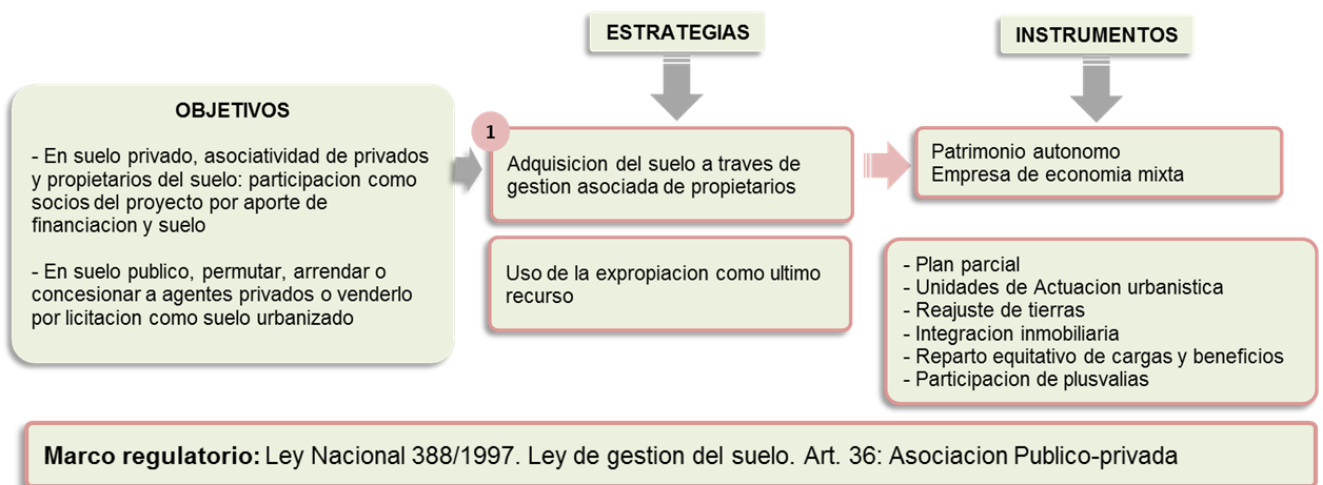 ESTRATEGIAS
INSTRUMENTOS
OBJETIVOS
- En suelo privado, asociatividad de privados
y propietarios del suelo: participacion como
socios del proyecto por aporte de
financiacion y suelo
- En suelo publico, permutar, arrendar o
concesionar a agentes privados o venderlo
por licitacion como suelo urbanizado
1
Adquisicion del suelo a traves de
gestion asociada de propietarios
Uso de la expropiacion como ultimo
recurso
Patrimonio autonomo
Empresa de economia mixta
- Plan parcial
- Unidades de Actuacion urbanistica
- Reajuste de tierras
- Integracion inmobiliaria
- Reparto equitativo de cargas y beneficios
- Participacion de plusvalias
Marco regulatorio: Ley Nacional 388/1997. Ley de gestion del suelo. Art. 36: Asociacion Publico-privada